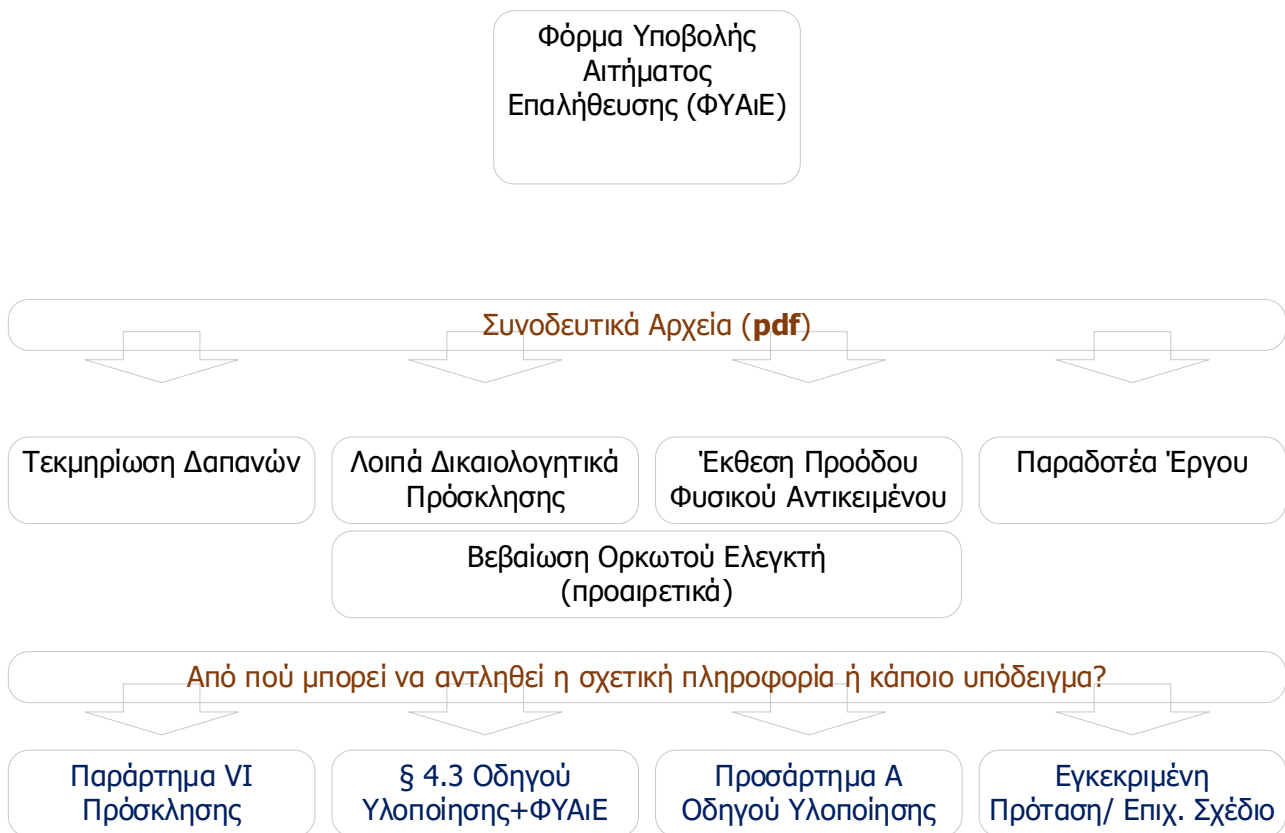 Φόρμα Υποβολής
Αιτήματος
Επαλήθευσης (ΦΥΑιΕ)
Συνοδευτικά Αρχεία (pdf)
Τεκμηρίωση Δαπανών
Λοιπά Δικαιολογητικά
Πρόσκλησης
Έκθεση Προόδου
Φυσικού Αντικειμένου
Παραδοτέα Έργου
Βεβαίωση Ορκωτού Ελεγκτή
(προαιρετικά)
Από πού μπορεί να αντληθεί η σχετική πληροφορία ή κάποιο υπόδειγμα?
Παράρτημα VI
Πρόσκλησης
§ 4.3 Οδηγού
Υλοποίησης+ΦΥΑιΕ
Προσάρτημα Α
Οδηγού Υλοποίησης
Εγκεκριμένη
Πρόταση/ Επιχ. Σχέδιο